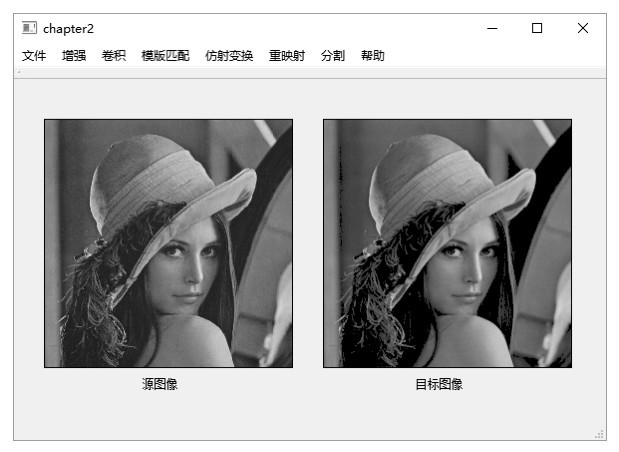 chapter2
文件 增强 卷积 模版匹配 仿射变换 重映射 分割 帮助
源图像 目标图像